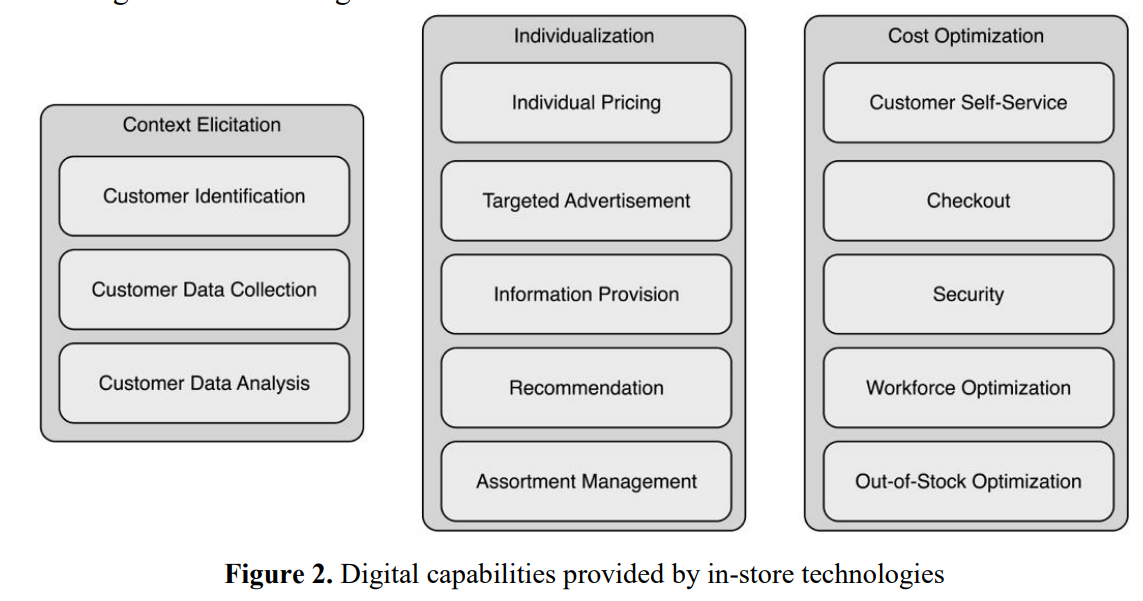 Context Elicitation
Customer Identification
Customer Data Collection
Customer Data Analysis
Individualization
Individual Pricing
Targeted Advertisement
Information Provision
Recommendation
Assortment Management
Cost Optimization
Customer Self-Service
Checkout
Security
Workforce Optimization
Out-of-Stock Optimization
Figure 2. Digital capabilities provided by in-store technologies